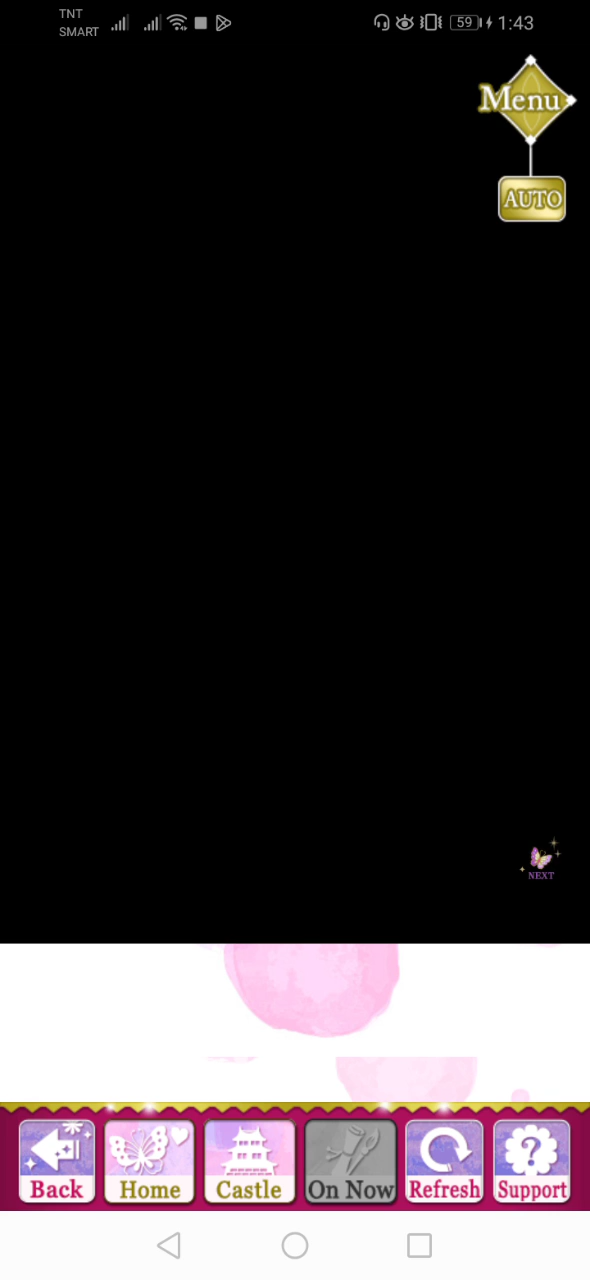 TNT
SMART
59
1:43
Menu
AUTO
NEXT
Back
Home
Castle
On Now
Refresh
Support